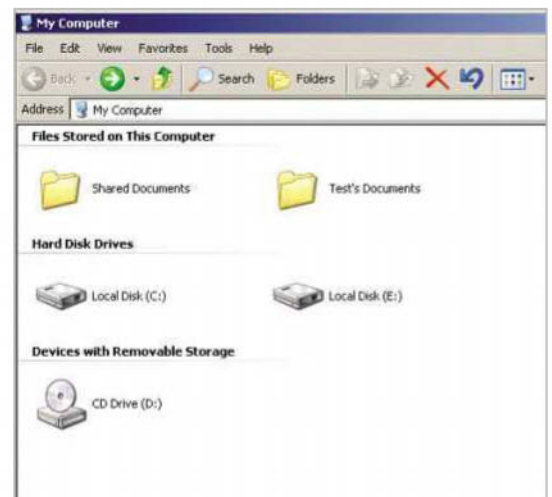 My Computer
File Edit View Favorites Tools Help
Back Search Folders
Address My Computer
Files Stored on This Computer
Shared Documents Test's Documents
Hard Disk Drives
Local Disk (C:) Local Disk (E:)
Devices with Removable Storage
CD Drive (D:)